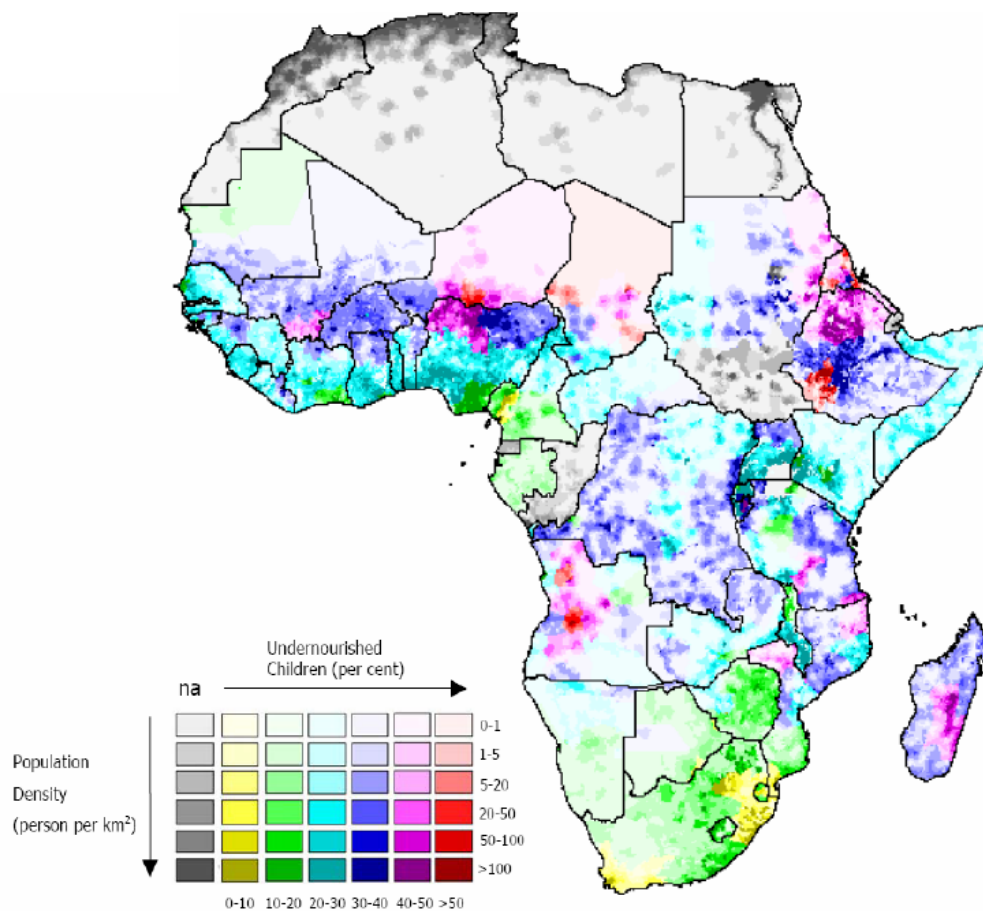 Undernourished
Children (per cent)
na
0-1
1-5
Population
5-20
Density
20-50
(person per km²)
50-100
>100
0-10 10-20 20-30 30-40 40-50 >50